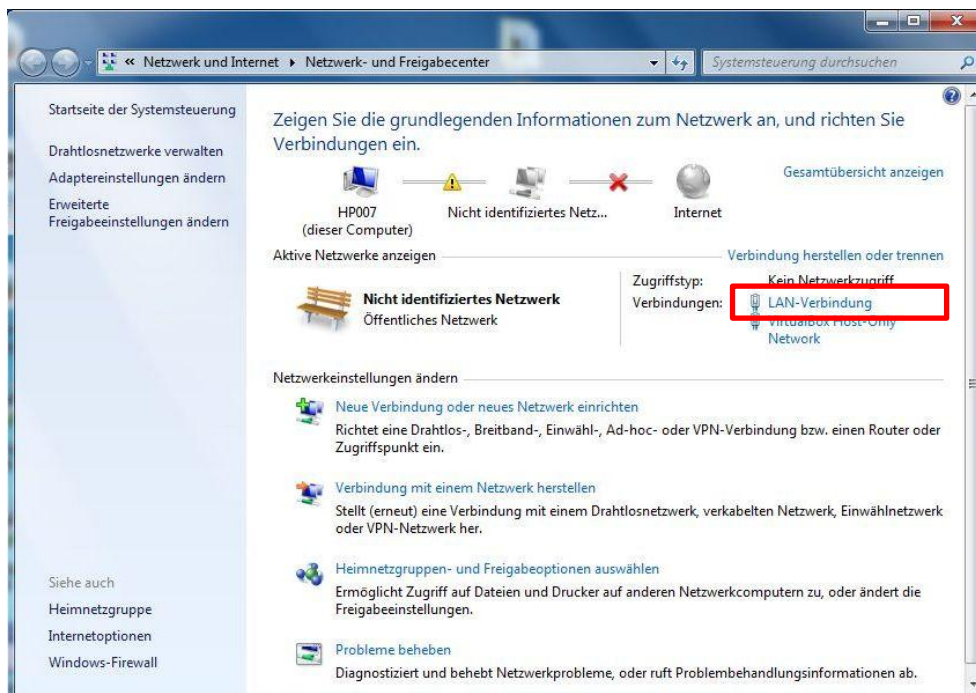 « Netzwerk und Internet ▸ Netzwerk- und Freigabecenter
Systemsteuerung durchsuchen
Startseite der Systemsteuerung
Drahtlosnetzwerke verwalten
Adaptereinstellungen ändern
Erweiterte
Freigabeeinstellungen ändern
Zeigen Sie die grundlegenden Informationen zum Netzwerk an, und richten Sie
Verbindungen ein.
Gesamtübersicht anzeigen
HP007
(dieser Computer)
Nicht identifiziertes Netz...
Internet
Aktive Netzwerke anzeigen
Verbindung herstellen oder trennen
Nicht identifiziertes Netzwerk
Öffentliches Netzwerk
Zugriffstyp: Kein Netzwerkzugriff
Verbindungen: LAN-Verbindung
VirtualBox Host-Only
Network
Netzwerkeinstellungen ändern
Neue Verbindung oder neues Netzwerk einrichten
Richtet eine Drahtlos-, Breitband-, Einwähl-, Ad-hoc- oder VPN-Verbindung bzw. einen Router oder
Zugriffspunkt ein.
Verbindung mit einem Netzwerk herstellen
Stellt (erneut) eine Verbindung mit einem Drahtlosnetzwerk, verkabelten Netzwerk, Einwählnetzwerk
oder VPN-Netzwerk her.
Heimnetzgruppen- und Freigabeoptionen auswählen
Ermöglicht Zugriff auf Dateien und Drucker auf anderen Netzwerkcomputern zu, oder ändert die
Freigabeeinstellungen.
Probleme beheben
Diagnostiziert und behebt Netzwerkprobleme, oder ruft Problembehandlungsinformationen ab.
Siehe auch
Heimnetzgruppe
Internetoptionen
Windows-Firewall